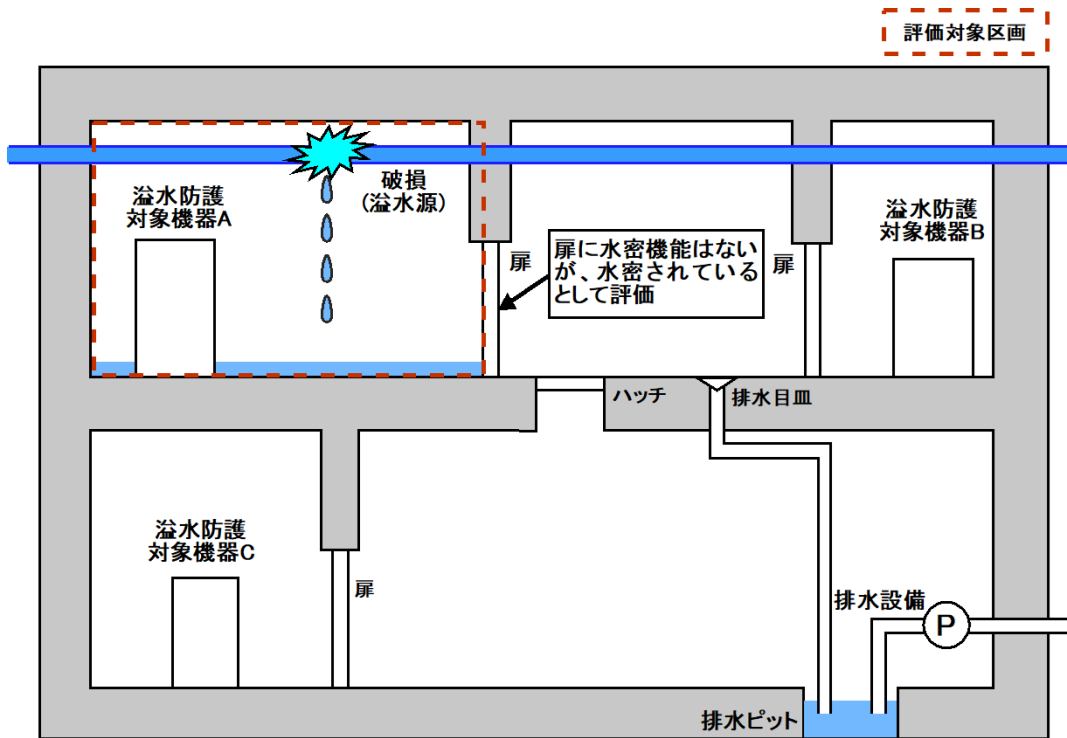 評価対象区画
破損
(溢水源)
溢水防護
対象機器A
溢水防護
対象機器B
扉
扉に水密機能はない
が、水密されている
として評価
扉
ハッチ
排水目皿
溢水防護
対象機器C
扉
排水設備
P
排水ピット